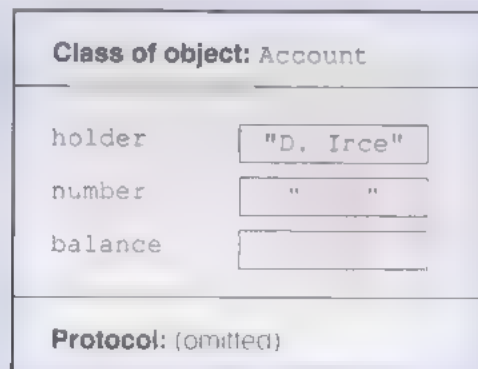 Class of object: Account
holder "D. Irce"
number "      "
balance
Protocol: (omitted)